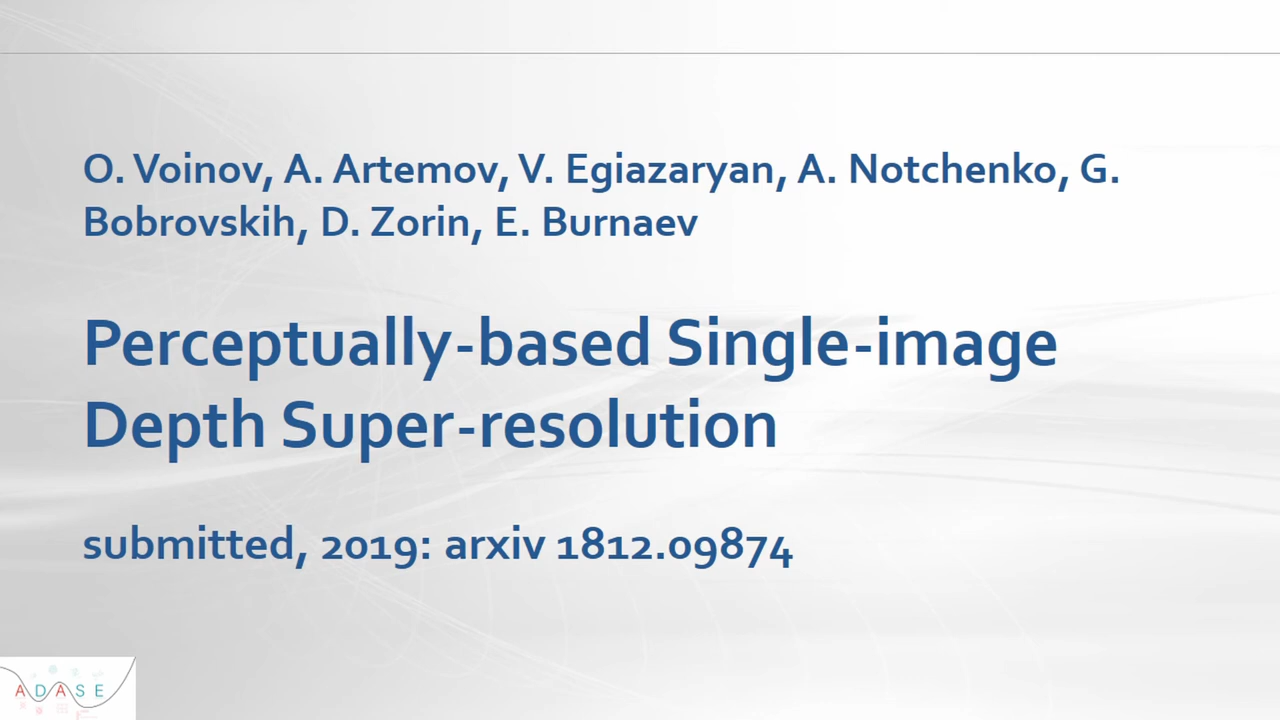 O. Voinov, A. Artemov, V. Egiazaryan, A. Notchenko, G.
Bobrovskih, D. Zorin, E. Burnaev
Perceptually-based Single-image
Depth Super-resolution
submitted, 2019: arxiv 1812.09874
ADASE